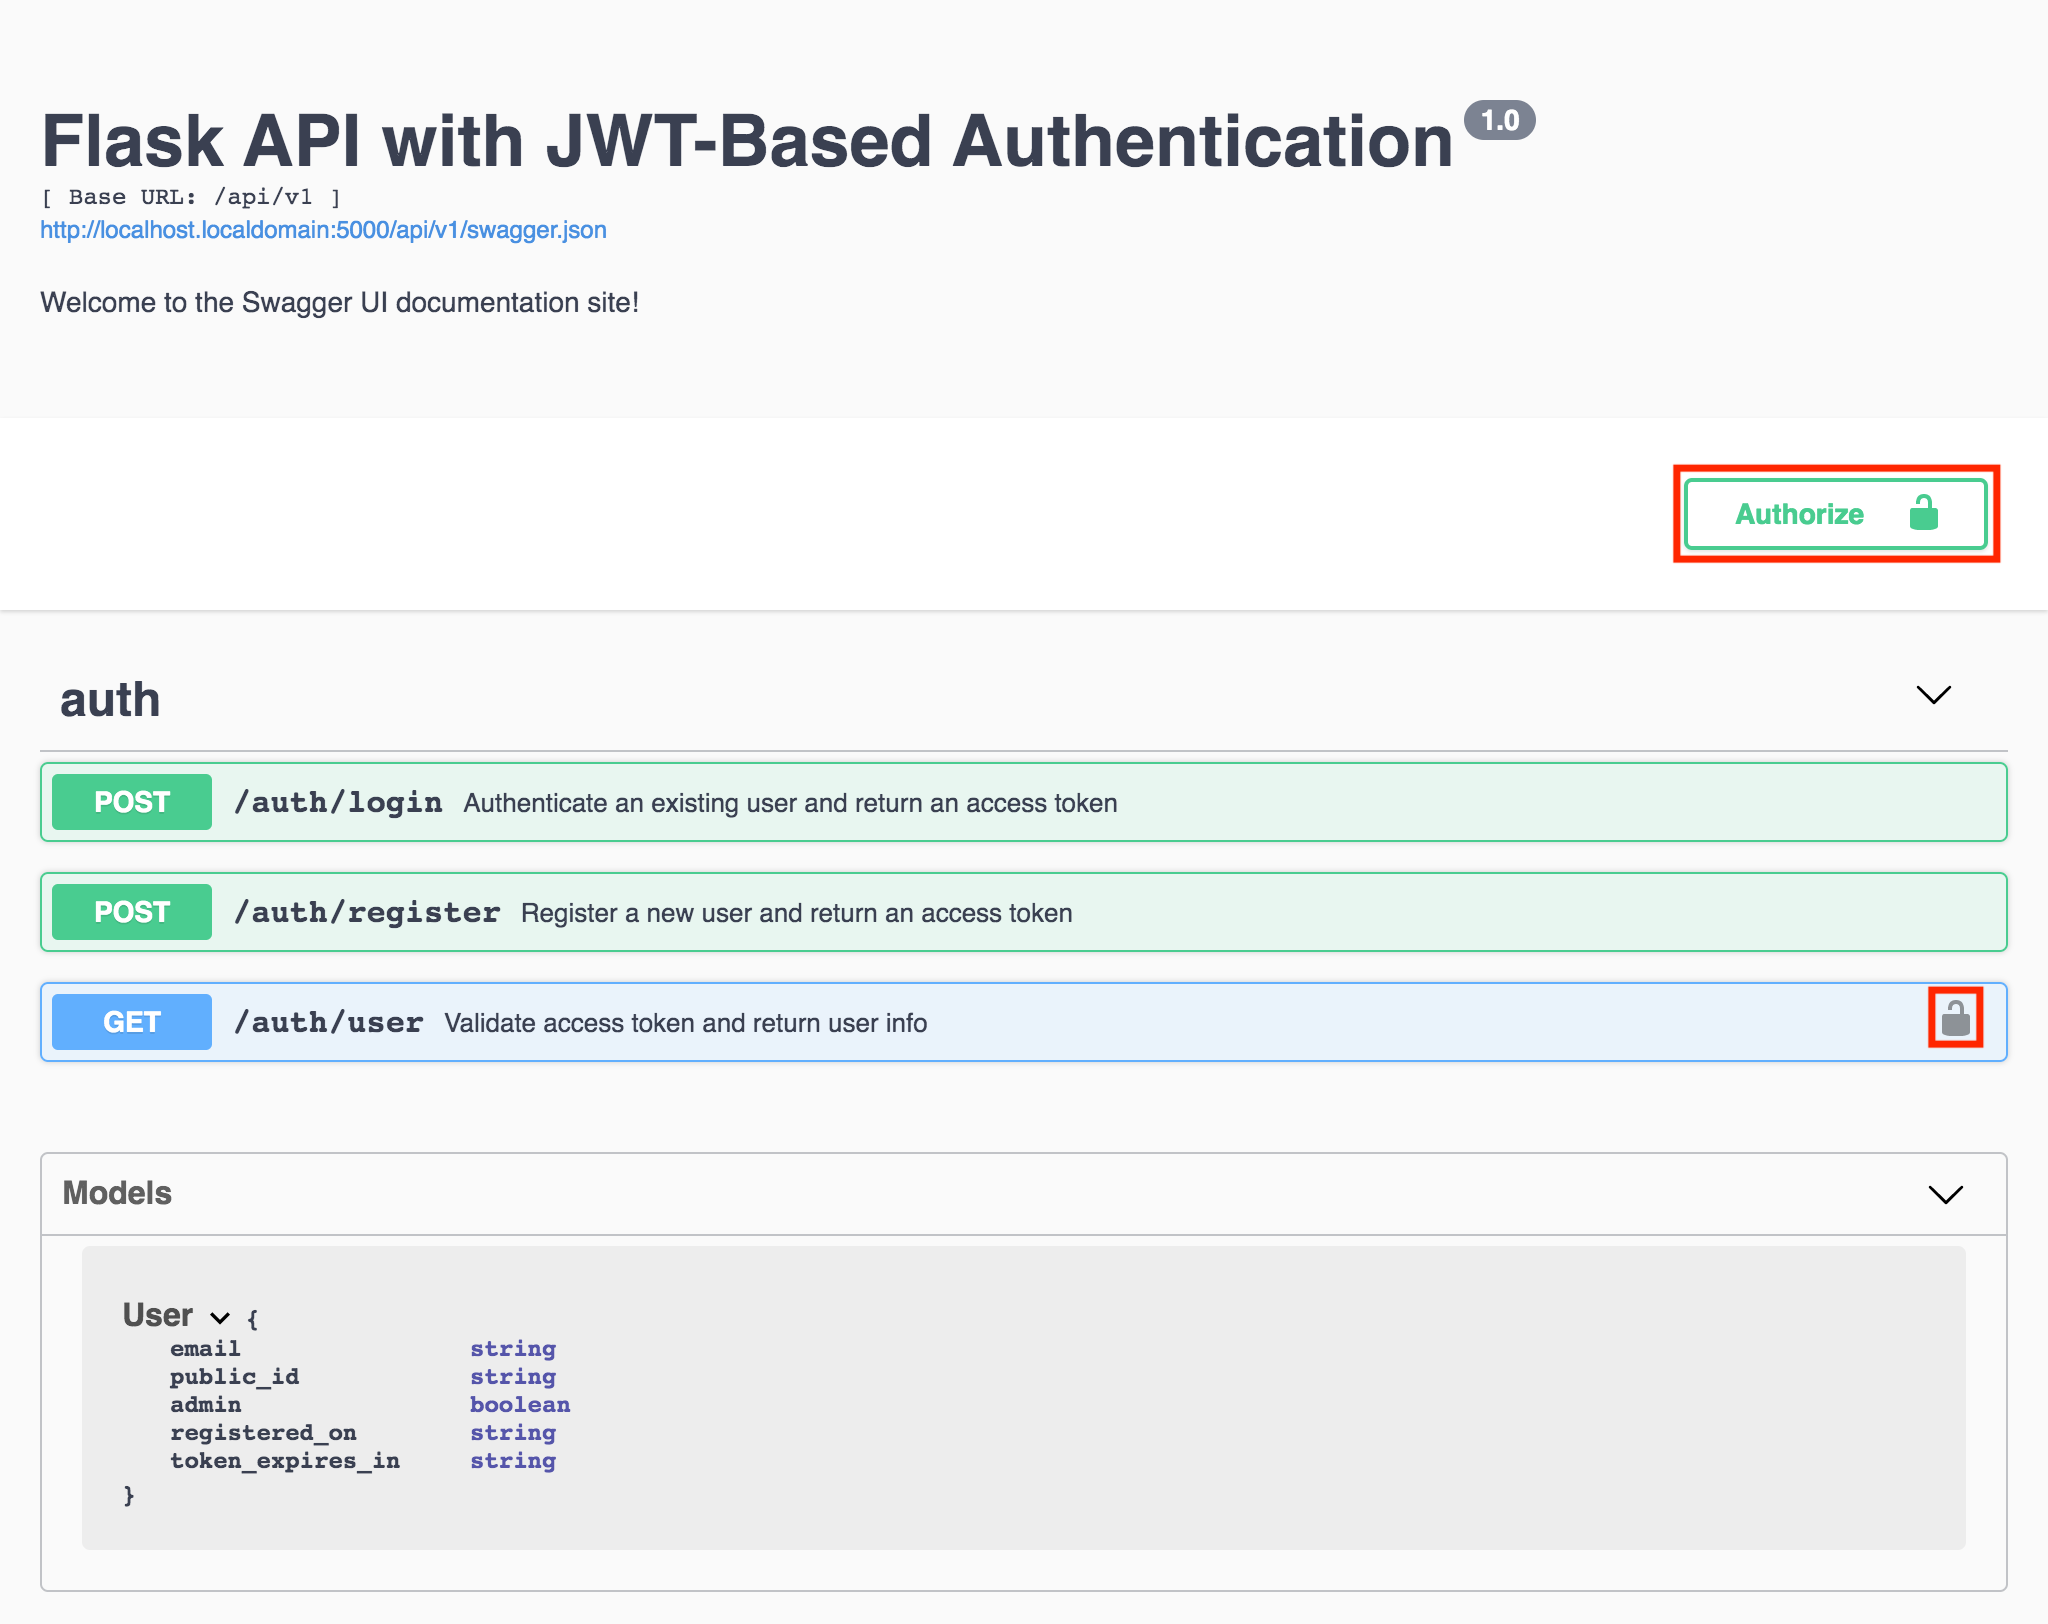 Flask API with JWT-Based Authentication 1.0
[ Base URL: /api/v1 ]
http://localhost.localdomain:5000/api/v1/swagger.json
Welcome to the Swagger UI documentation site!
Authorize
auth
POST /auth/login Authenticate an existing user and return an access token
POST /auth/register Register a new user and return an access token
GET /auth/user Validate access token and return user info
Models
User {
email string
public_id string
admin boolean
registered_on string
token_expires_in string
}